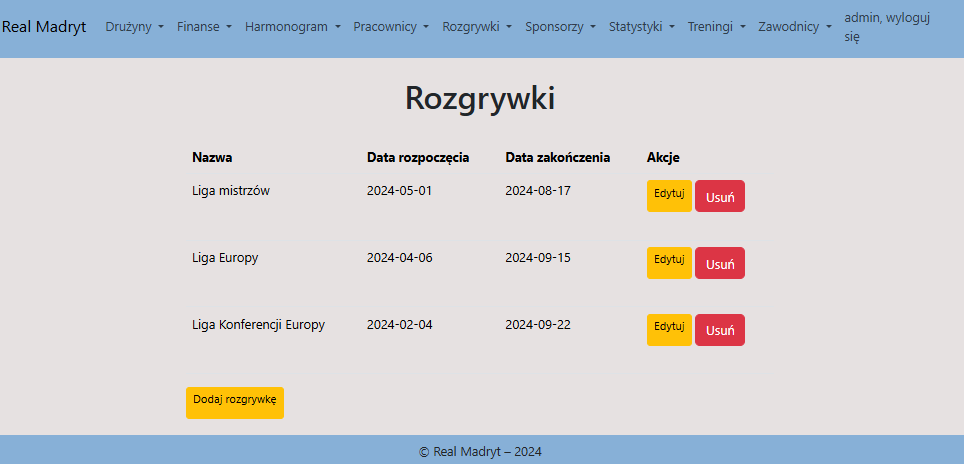 Real Madryt Drużyny Finanse Harmonogram Pracownicy Rozgrywki Sponsorzy Statystyki Treningi Zawodnicy admin, wyloguj
się
Rozgrywki
Nazwa Data rozpoczęcia Data zakończenia Akcje
Liga mistrzów 2024-05-01 2024-08-17 Edytuj Usuń
Liga Europy 2024-04-06 2024-09-15 Edytuj Usuń
Liga Konferencji Europy 2024-02-04 2024-09-22 Edytuj Usuń
Dodaj rozgrywkę
© Real Madryt – 2024